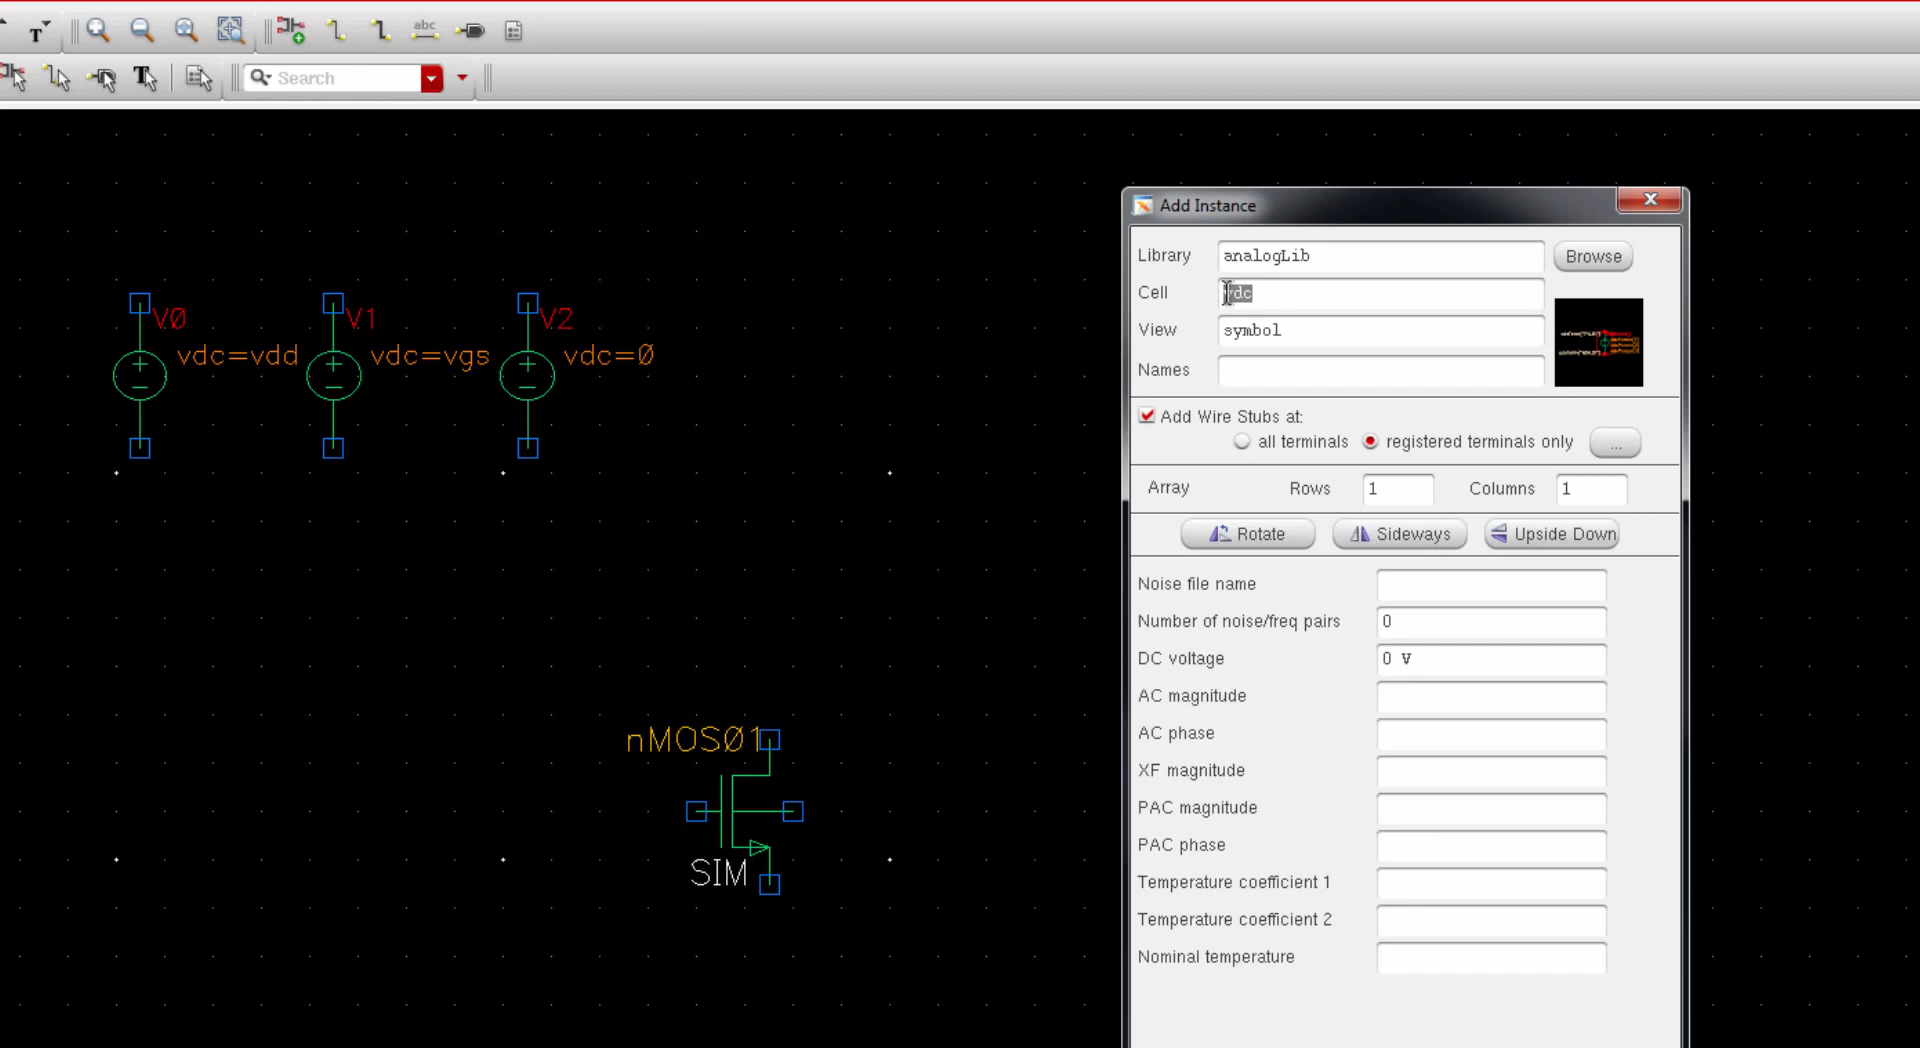 T
abc
T
Search
Add Instance
Library analogLib Browse
Cell vdc
View symbol
Names
Add Wire Stubs at:
all terminals registered terminals only ...
Array Rows 1 Columns 1
Rotate Sideways Upside Down
Noise file name
Number of noise/freq pairs 0
DC voltage 0 V
AC magnitude
AC phase
XF magnitude
PAC magnitude
PAC phase
Temperature coefficient 1
Temperature coefficient 2
Nominal temperature
V0 V1 V2
vdc=vdd vdc=vgs vdc=0
nMOS01
SIM